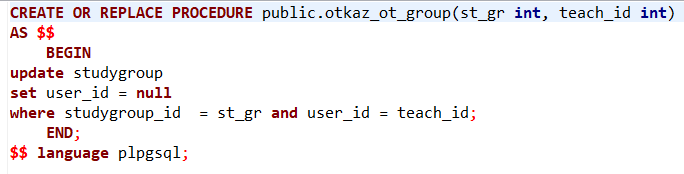 CREATE OR REPLACE PROCEDURE public.otkaz_ot_group(st_gr int, teach_id int)
AS $$
    BEGIN
update studygroup
set user_id = null
where studygroup_id  = st_gr and user_id = teach_id;
    END;
$$ language plpgsql;